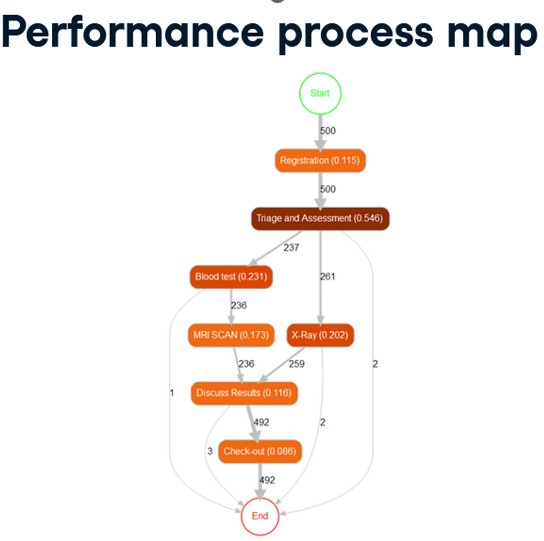 Performance process map
Start
500
Registration (0.115)
500
Triage and Assessment (0.546)
237
Blood test (0.231)
261
236
MRI SCAN (0.173)
X-Ray (0.202)
236
259
2
1
Discuss Results (0.116)
492
2
3
Check-out (0.086)
492
End